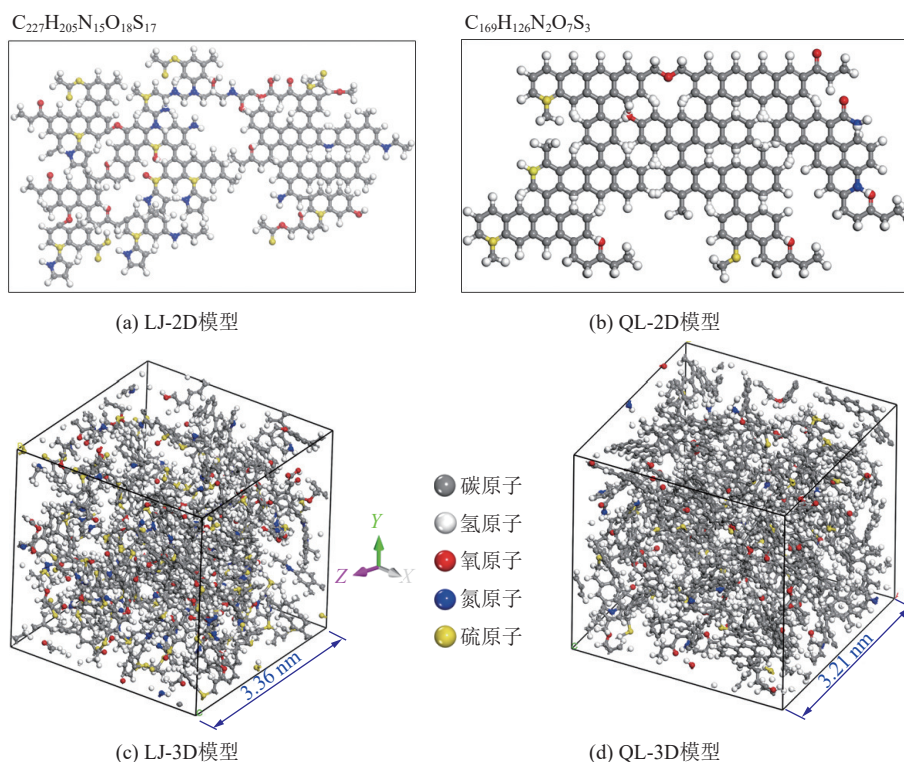 C₂₂₇H₂₀₅N₁₅O₁₈S₁₇
C₁₆₉H₁₂₆N₂O₇S₃
(a) LJ-2D模型
(b) QL-2D模型
碳原子
氢原子
氧原子
氮原子
硫原子
Y
Z
X
3.36 nm
3.21 nm
(c) LJ-3D模型
(d) QL-3D模型